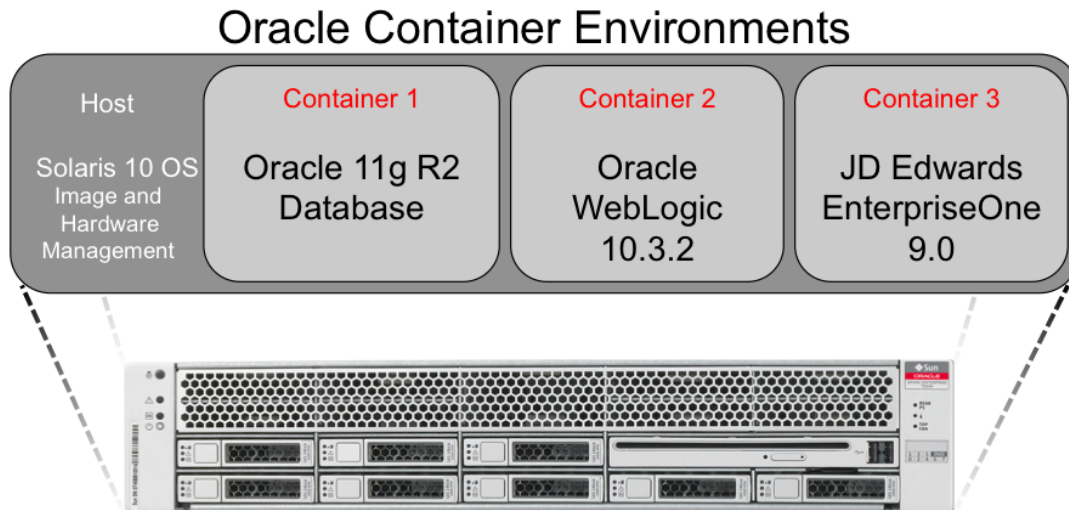 Oracle Container Environments
Host
Solaris 10 OS
Image and
Hardware
Management
Container 1
Oracle 11g R2
Database
Container 2
Oracle
WebLogic
10.3.2
Container 3
JD Edwards
EnterpriseOne
9.0
Sun
ORACLE